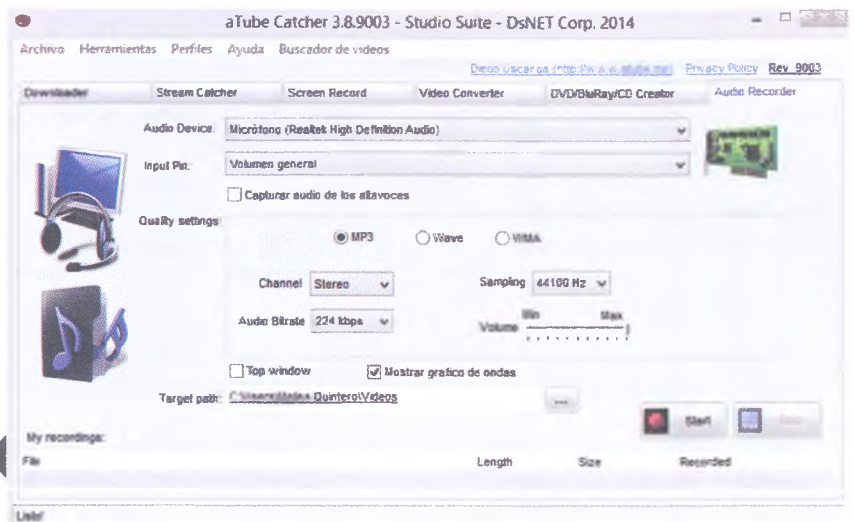 aTube Catcher 3.8.9003 - Studio Suite - DsNET Corp. 2014
Archivo Herramientas Perfiles Ayuda Buscador de videos
Privacy Policy Rev 9003
Downloader Stream Catcher Screen Record Video Converter DVD/BluRay/CD Creator Audio Recorder
Audio Device: Micrófono (Realtek High Definition Audio)
Input Pin: Volumen general
Capturar audio de los altavoces
Quality settings
MP3 Wave WMA
Channel Stereo Sampling 44100 Hz
Audio Bitrate 224 kbps Volume Min Max
Top window Mostrar grafico de ondas
Target path: Quintero\Videos ...
Start
My recordings:
File Length Size Recorded